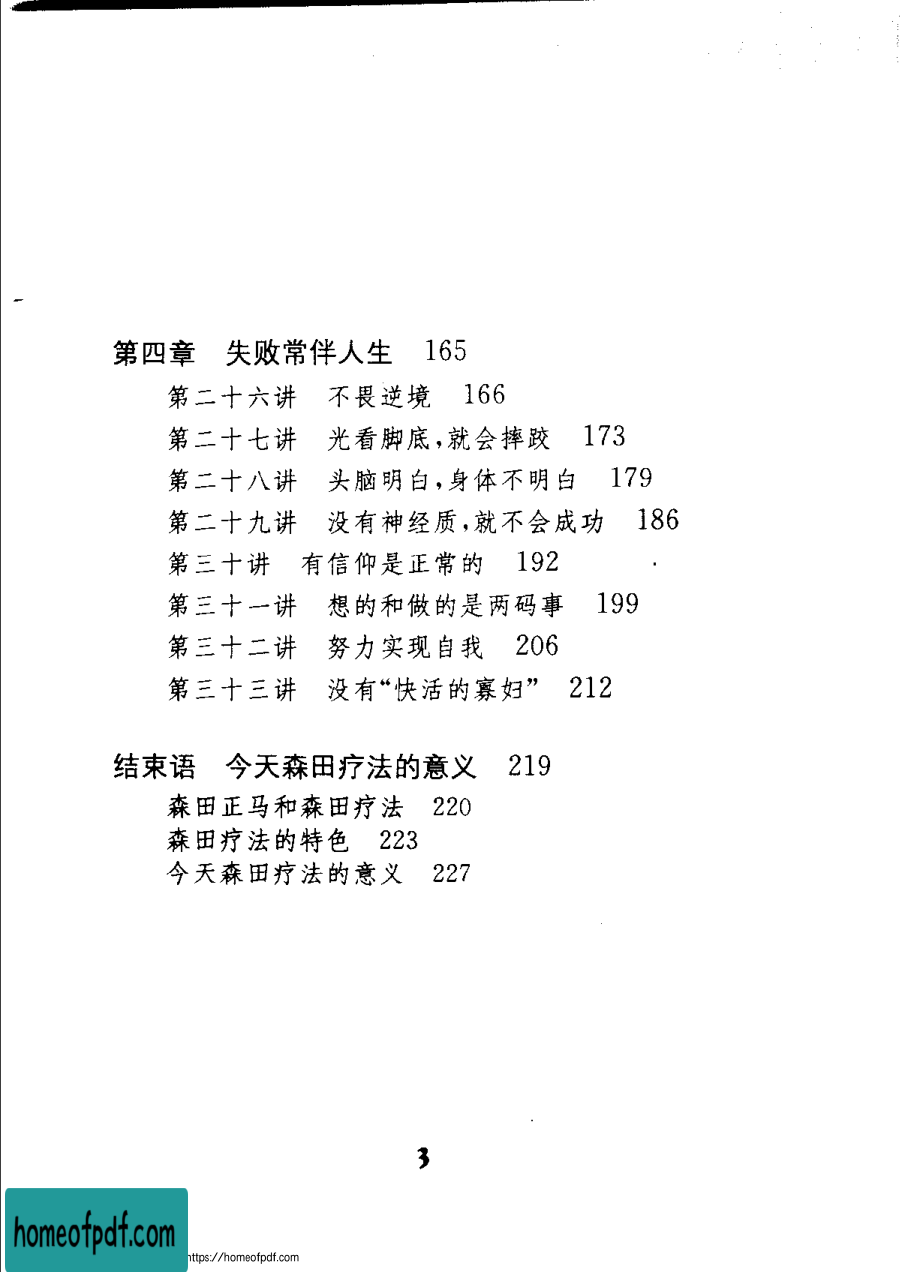 第四章 失败常伴人生 165
第二十六讲 不畏逆境 166
第二十七讲 光看脚底,就会摔跤 173
第二十八讲 头脑明白,身体不明白 179
第二十九讲 没有神经质,就不会成功 186
第三十讲 有信仰是正常的 192
第三十一讲 想的和做的是两码事 199
第三十二讲 努力实现自我 206
第三十三讲 没有“快活的寡妇” 212
结束语 今天森田疗法的意义 219
森田正马和森田疗法 220
森田疗法的特色 223
今天森田疗法的意义 227
3
homeofpdf.com
https://homeofpdf.com